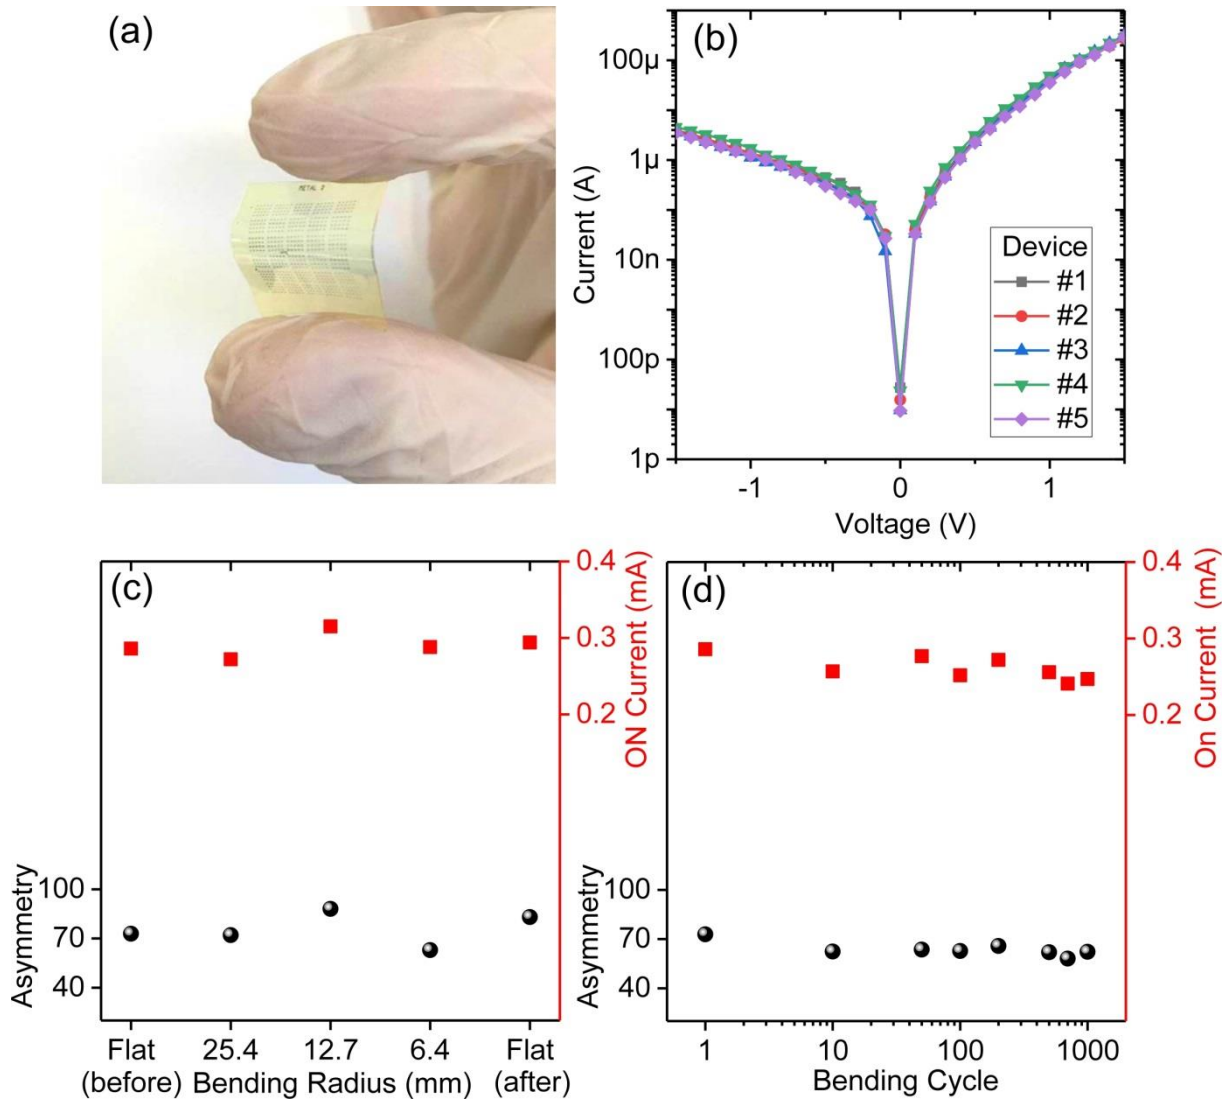 (a)
METAL 2
(b)
100μ
1μ
10n
100p
1p
Current (A)
-1
0
1
Voltage (V)
Device
#1
#2
#3
#4
#5
(c)
0.4
0.3
0.2
ON Current (mA)
100
70
40
Asymmetry
Flat 25.4 12.7 6.4 Flat
(before) Bending Radius (mm) (after)
(d)
0.4
0.3
0.2
On Current (mA)
100
70
40
Asymmetry
1 10 100 1000
Bending Cycle